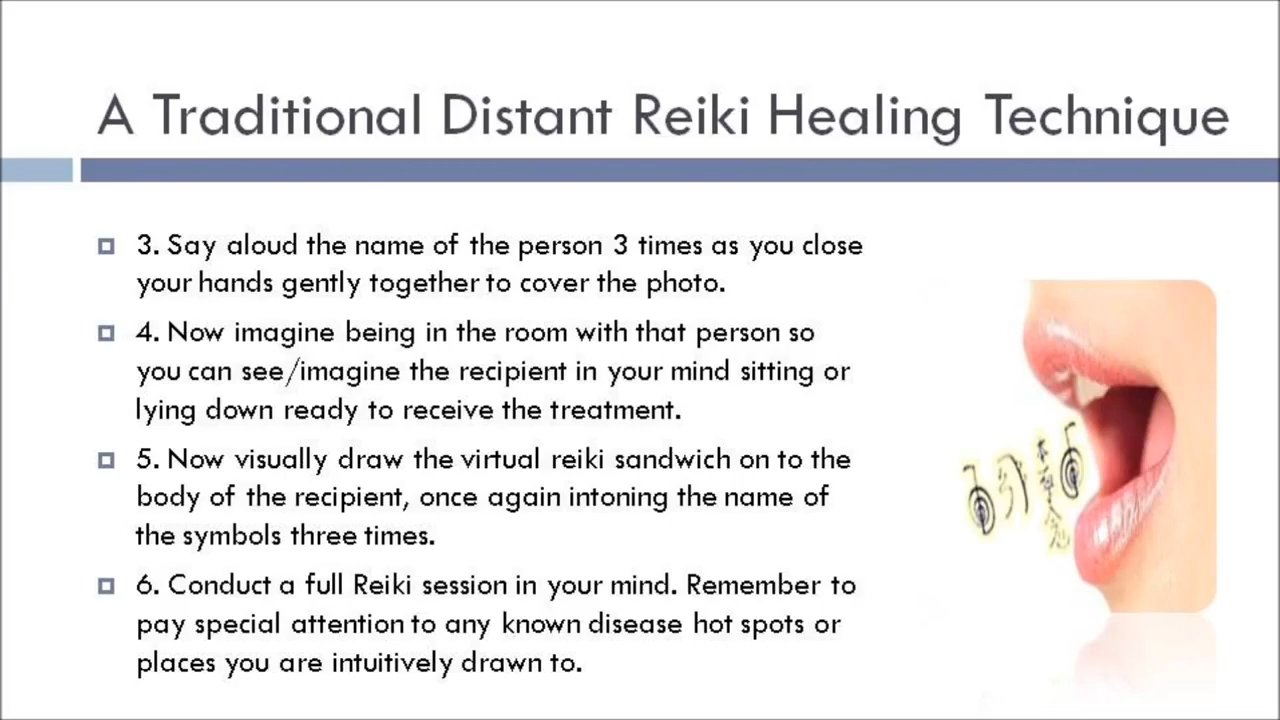 A Traditional Distant Reiki Healing Technique
3. Say aloud the name of the person 3 times as you close
your hands gently together to cover the photo.
4. Now imagine being in the room with that person so
you can see/imagine the recipient in your mind sitting or
lying down ready to receive the treatment.
5. Now visually draw the virtual reiki sandwich on to the
body of the recipient, once again intoning the name of
the symbols three times.
6. Conduct a full Reiki session in your mind. Remember to
pay special attention to any known disease hot spots or
places you are intuitively drawn to.